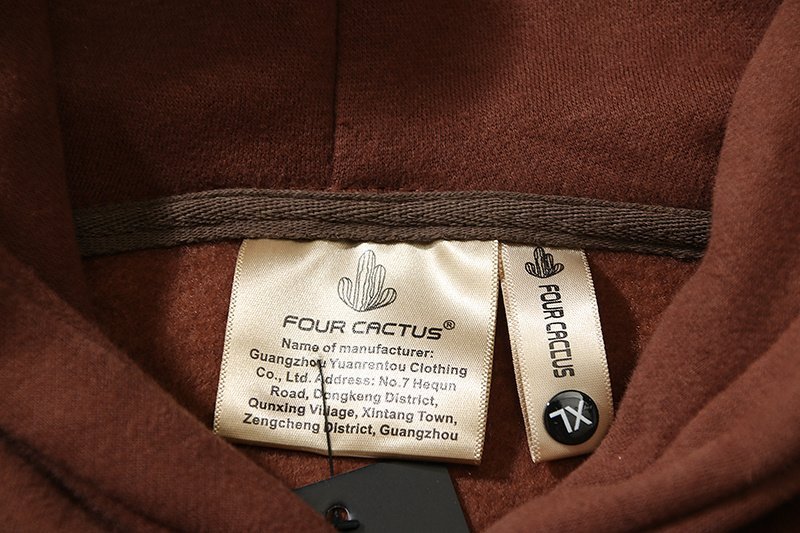 FOUR CACTUS®
Name of manufacturer:
Guangzhou Yuanrentou Clothing
Co., Ltd. Address: No.7 Hequn
Road, Dongkeng District,
Qunxing Village, Xintang Town,
Zengcheng District, Guangzhou
FOUR CACTUS
XL